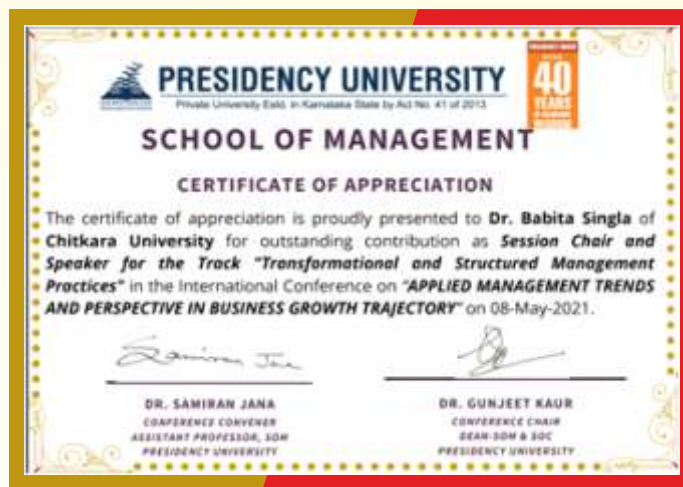 PRESIDENCY UNIVERSITY
Private University Estd. in Karnataka State by Act No. 41 of 2013
40
YEARS
SCHOOL OF MANAGEMENT
CERTIFICATE OF APPRECIATION
The certificate of appreciation is proudly presented to Dr. Babita Singla of
Chitkara University for outstanding contribution as Session Chair and
Speaker for the Track "Transformational and Structured Management
Practices" in the International Conference on "APPLIED MANAGEMENT TRENDS
AND PERSPECTIVE IN BUSINESS GROWTH TRAJECTORY" on 08-May-2021.
Samiran Jana
DR. SAMIRAN JANA
CONFERENCE CONVENER
ASSISTANT PROFESSOR, SOM
PRESIDENCY UNIVERSITY
DR. GUNJEET KAUR
CONFERENCE CHAIR
DEAN-SOM & SOC
PRESIDENCY UNIVERSITY